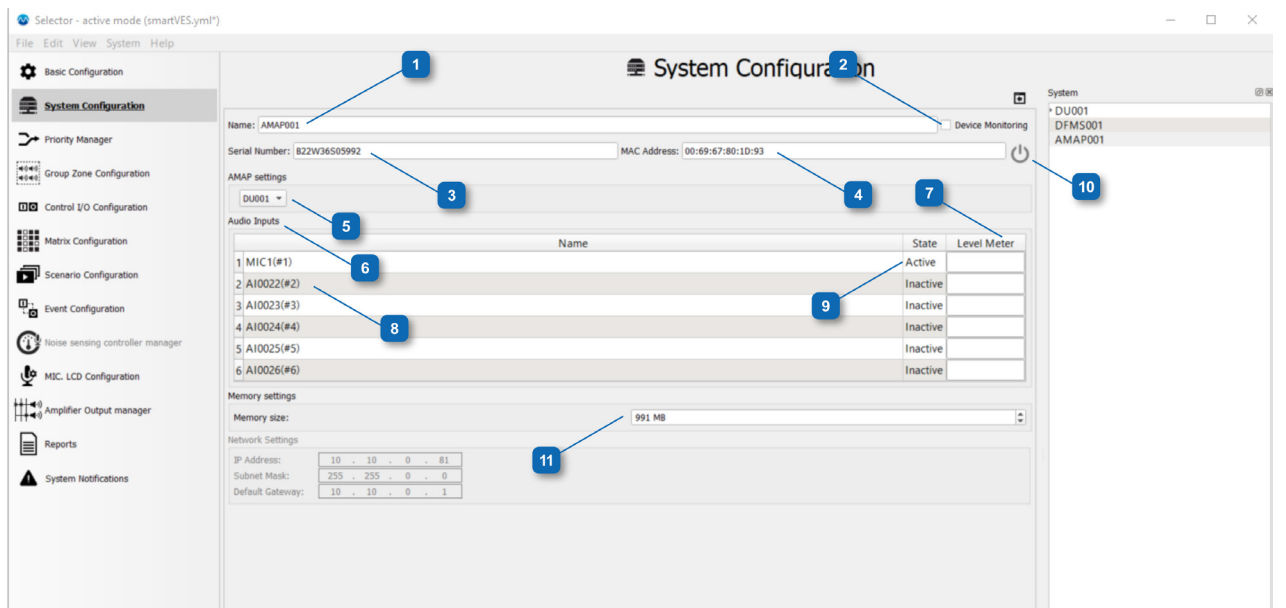 Selector - active mode (smartVES.yml*)
File Edit View System Help
Basic Configuration
System Configuration
Priority Manager
Group Zone Configuration
Control I/O Configuration
Matrix Configuration
Scenario Configuration
Event Configuration
Noise sensing controller manager
MIC. LCD Configuration
Amplifier Output manager
Reports
System Notifications
System Configuration
1
2
Name: AMAP001
Device Monitoring
Serial Number: B22W36S05992
MAC Address: 00:69:67:80:1D:93
3
4
10
7
AMAP settings
DU001
5
Audio Inputs
6
Name State Level Meter
1 MIC1(#1) Active
2 AI0022(#2) Inactive
3 AI0023(#3) Inactive
4 AI0024(#4) Inactive
5 AI0025(#5) Inactive
6 AI0026(#6) Inactive
8
9
Memory settings
Memory size: 991 MB
11
Network Settings
IP Address: 10 . 10 . 0 . 81
Subnet Mask: 255 . 255 . 0 . 0
Default Gateway: 10 . 10 . 0 . 1
System
DU001
DFMS001
AMAP001